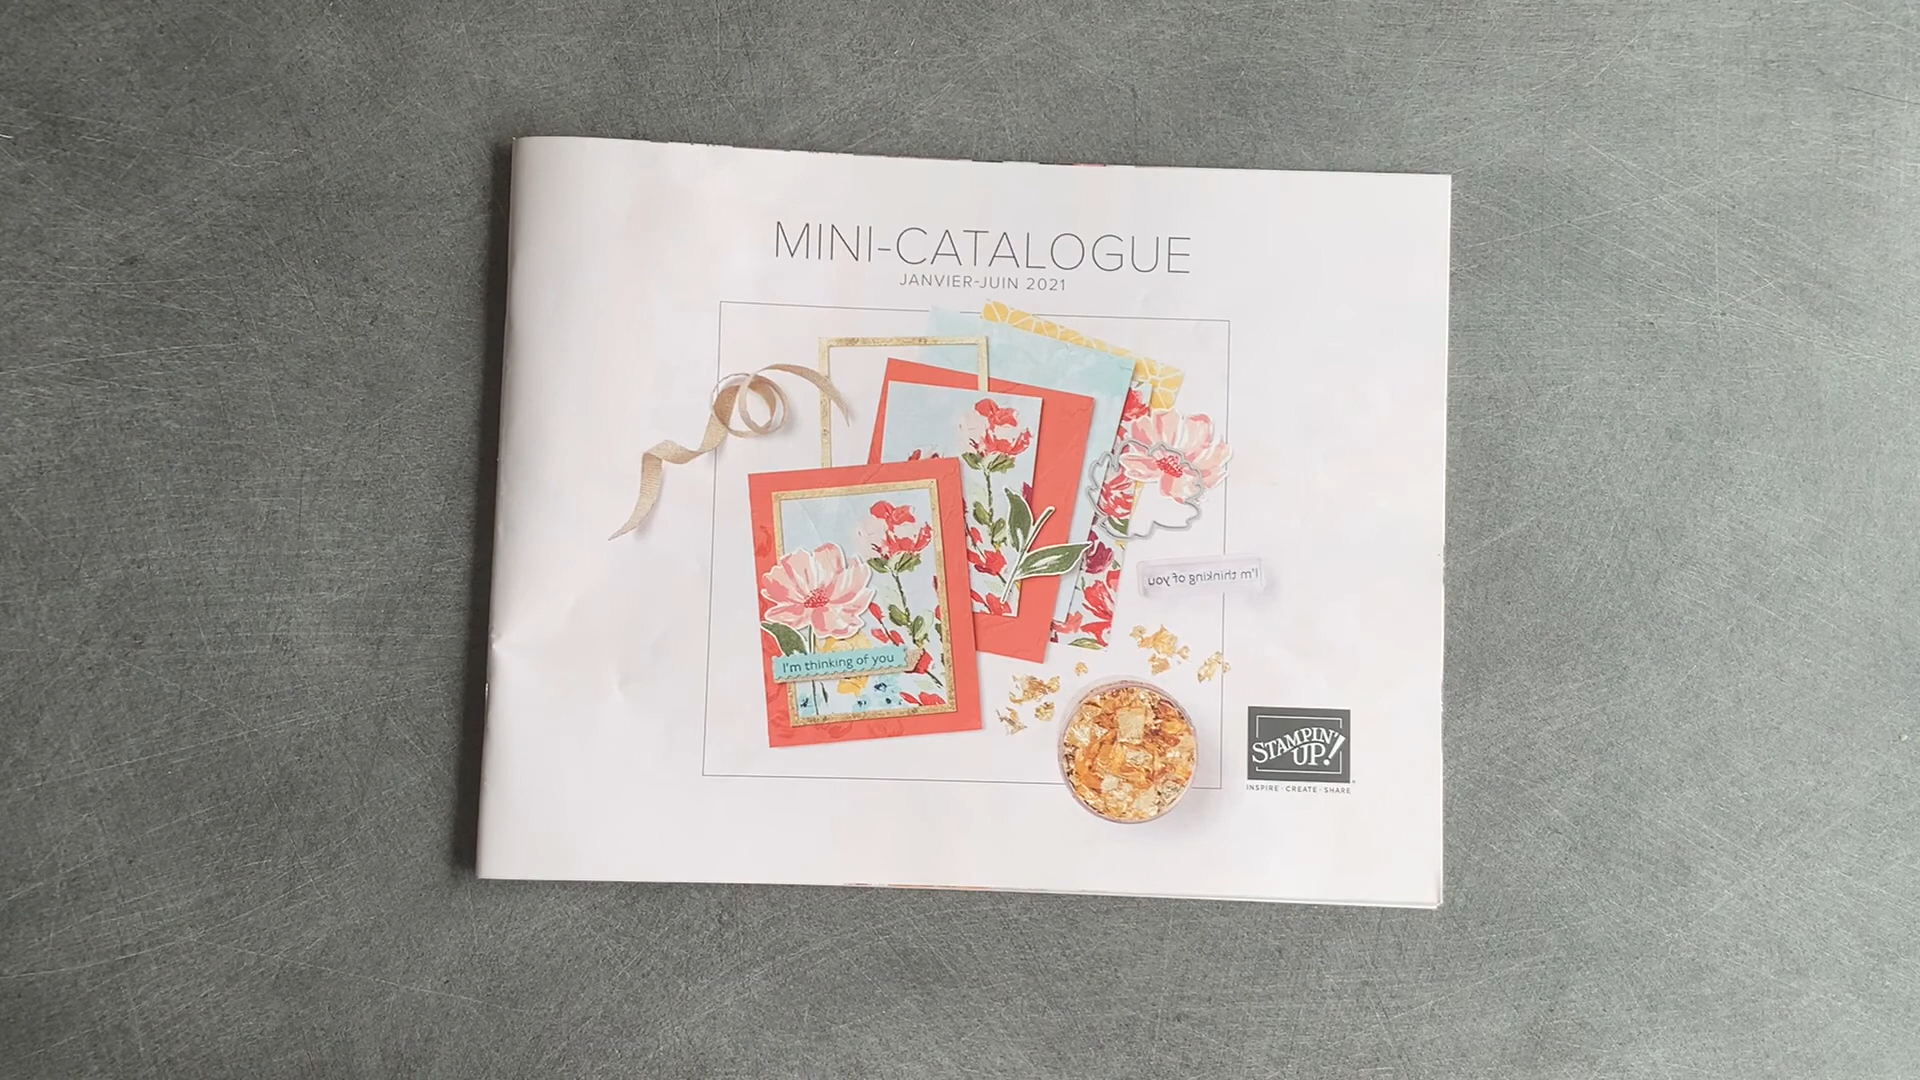 MINI-CATALOGUE
JANVIER-JUIN 2021
I'm thinking of you
I'm thinking of you
STAMPIN'
UP!
INSPIRE · CREATE · SHARE